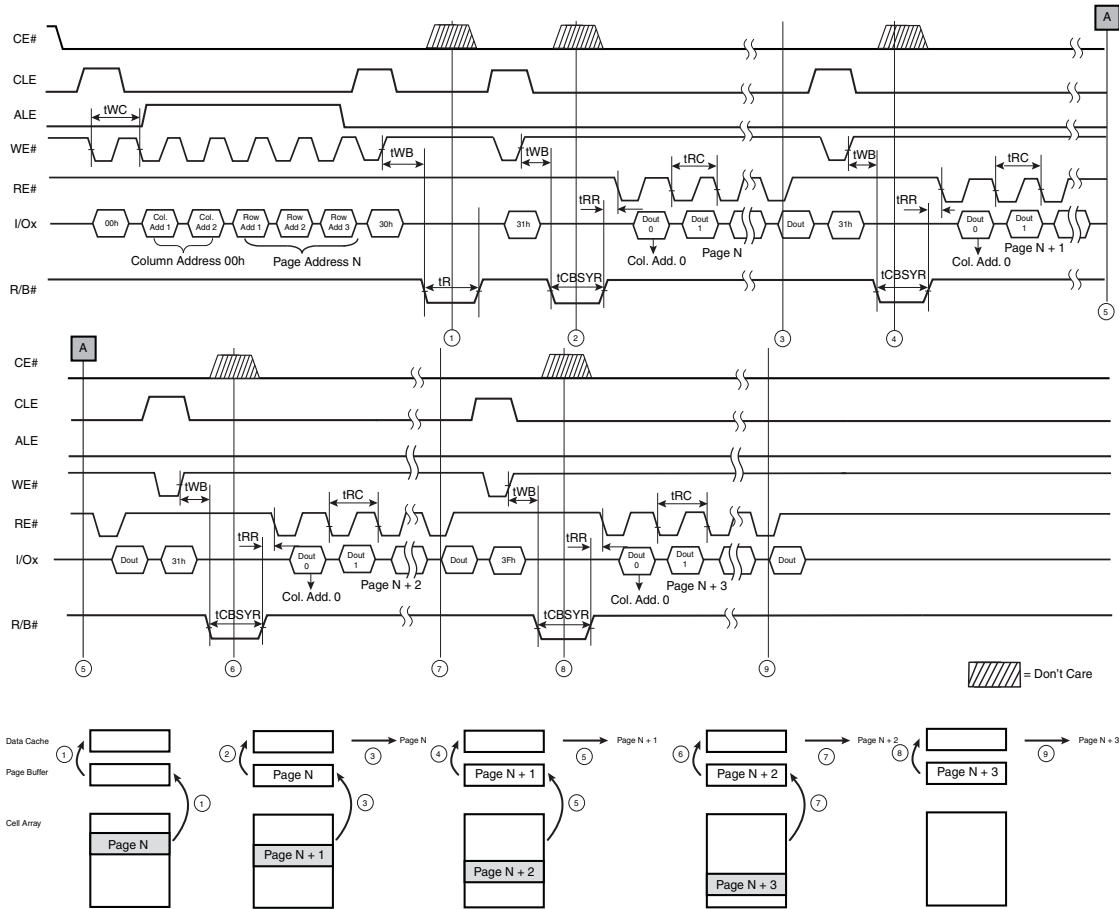 CE#
A
CLE
ALE
tWC
WE#
tWB
tWB
tWB
tRC
tRC
RE#
tRR
tRR
I/Ox
00h
Col. Add 1
Col. Add 2
Row Add 1
Row Add 2
Row Add 3
30h
31h
Dout 0
Dout 1
Dout
31h
Dout 0
Dout 1
Column Address 00h
Page Address N
Page N
Page N + 1
Col. Add. 0
Col. Add. 0
R/B#
tR
tCBSYR
tCBSYR
1
2
3
4
5
A
CE#
CLE
ALE
WE#
tWB
tRC
tWB
tRC
RE#
tRR
tRR
I/Ox
Dout
31h
Dout 0
Dout 1
Dout
3Fh
Dout 0
Dout 1
Dout
Page N + 2
Page N + 3
Col. Add. 0
Col. Add. 0
R/B#
tCBSYR
tCBSYR
5
6
7
8
9
= Don't Care
Data Cache
1
2
3
Page N
4
5
Page N + 1
6
7
Page N + 2
8
9
Page N + 3
Page Buffer
Page N
Page N + 1
Page N + 2
Page N + 3
1
3
5
7
Cell Array
Page N
Page N + 1
Page N + 2
Page N + 3